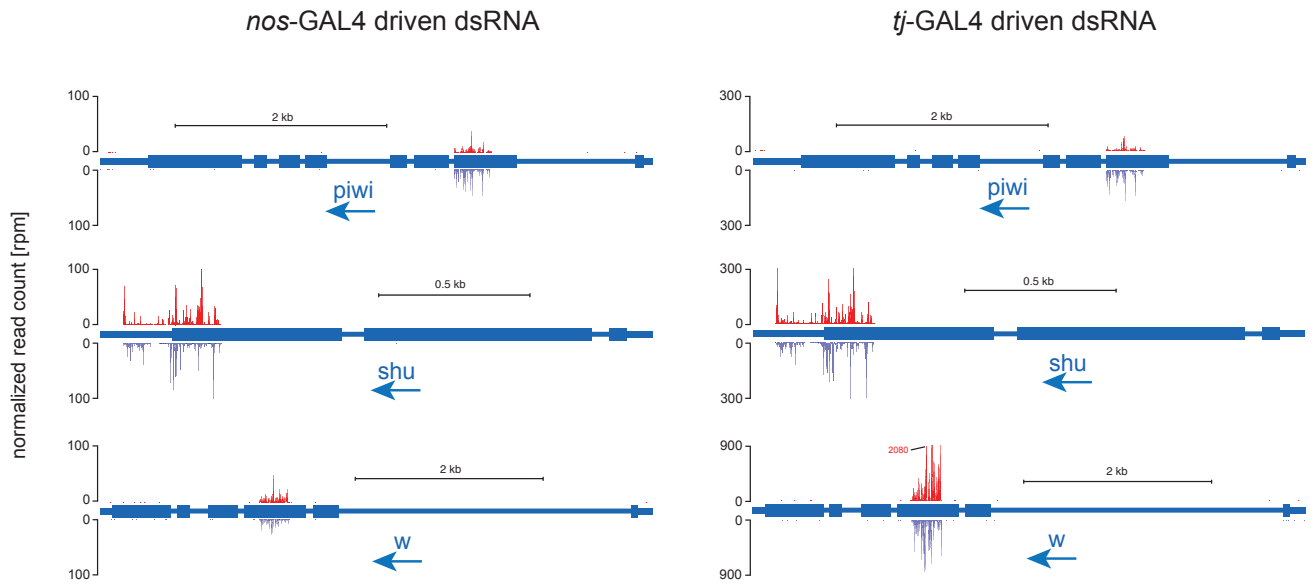 nos-GAL4 driven dsRNA
tj-GAL4 driven dsRNA
normalized read count [rpm]
100
0
0
100
2 kb
piwi
300
0
0
300
2 kb
piwi
100
0
0
100
0.5 kb
shu
300
0
0
300
0.5 kb
shu
100
0
0
100
2 kb
w
900
0
0
900
2080
2 kb
w